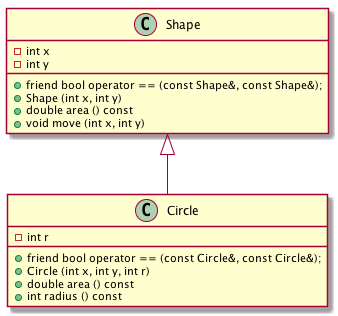 C Shape
int x
int y
friend bool operator == (const Shape&, const Shape&);
Shape (int x, int y)
double area () const
void move (int x, int y)
C Circle
int r
friend bool operator == (const Circle&, const Circle&);
Circle (int x, int y, int r)
double area () const
int radius () const